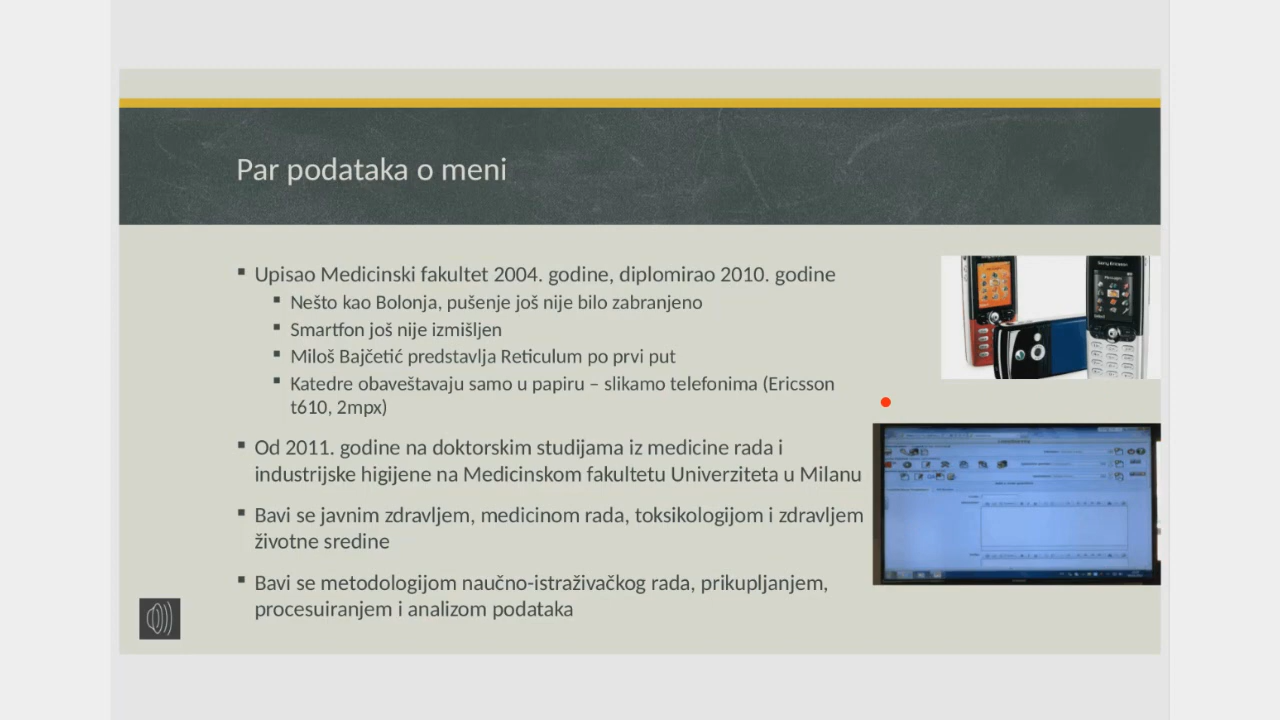 Par podataka o meni
Upisao Medicinski fakultet 2004. godine, diplomirao 2010. godine
Nešto kao Bolonja, pušenje još nije bilo zabranjeno
Smartfon još nije izmišljen
Miloš Bajčetić predstavlja Reticulum po prvi put
Katedre obaveštavaju samo u papiru – slikamo telefonima (Ericsson
t610, 2mpx)
Od 2011. godine na doktorskim studijama iz medicine rada i
industrijske higijene na Medicinskom fakultetu Univerziteta u Milanu
Bavi se javnim zdravljem, medicinom rada, toksikologijom i zdravljem
životne sredine
Bavi se metodologijom naučno-istraživačkog rada, prikupljanjem,
procesuiranjem i analizom podataka